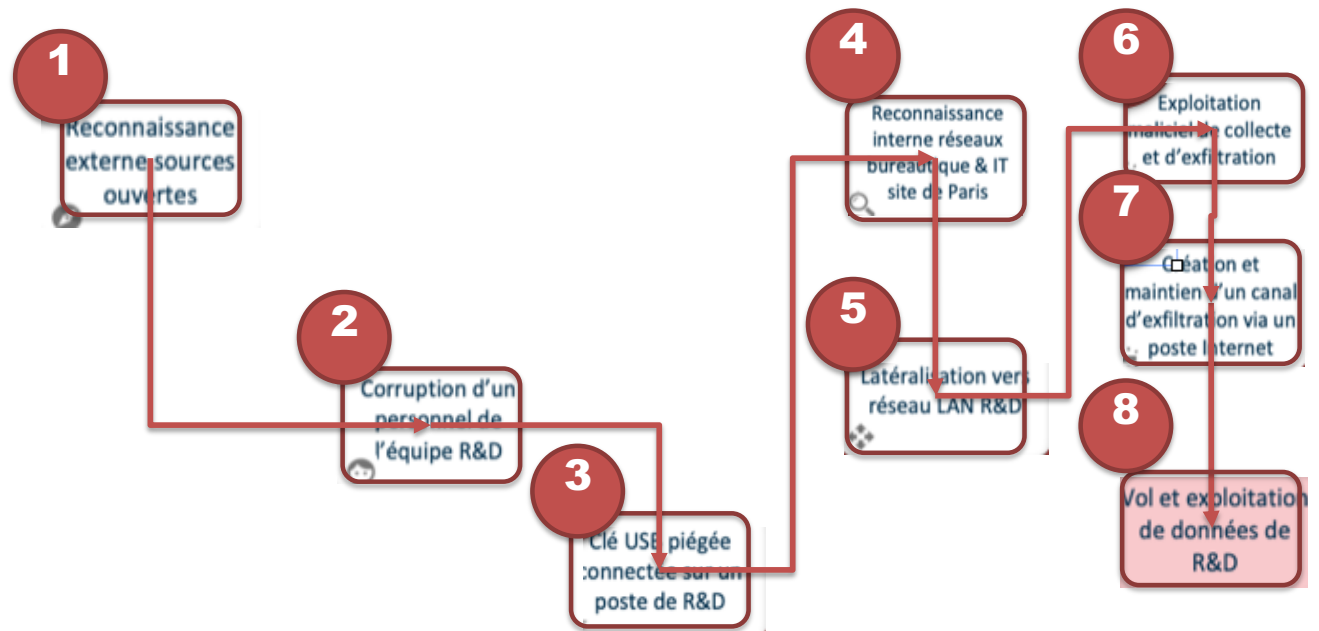 1
Reconnaissance
externe sources
ouvertes
2
Corruption d'un
personnel de
l'équipe R&D
3
Clé USB piégée
connectée sur un
poste de R&D
4
Reconnaissance
interne réseaux
bureautique & IT
site de Paris
5
Latéralisation vers
réseau LAN R&D
6
Exploitation
maliciel de collecte
et d'exfiltration
7
Création et
maintien d'un canal
d'exfiltration via un
poste Internet
8
Vol et exploitation
de données de
R&D